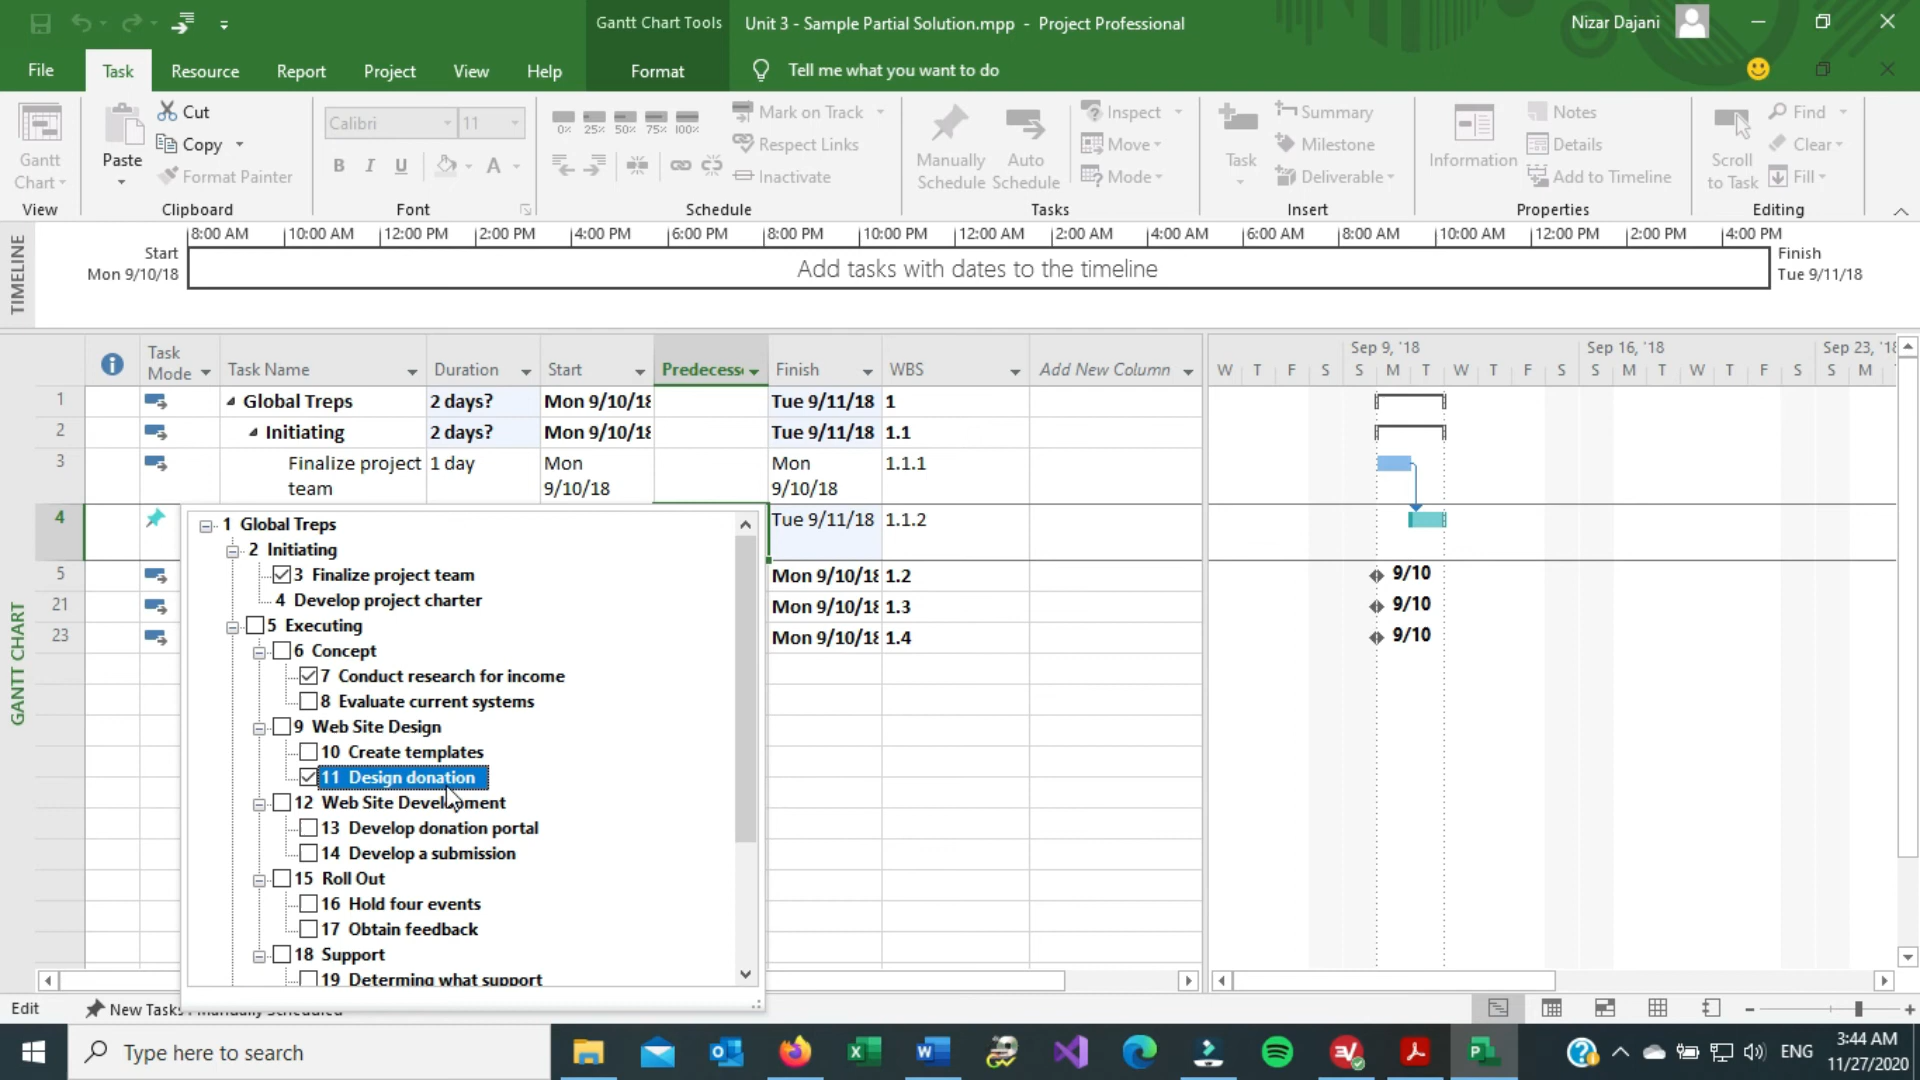 Gantt Chart Tools
Unit 3 - Sample Partial Solution.mpp - Project Professional
Nizar Dajani
File
Task
Resource
Report
Project
View
Help
Format
Tell me what you want to do
Gantt
Chart
View
Paste
Cut
Copy
Format Painter
Clipboard
Calibri
11
B I U
A
Font
0% 25% 50% 75% 100%
Mark on Track
Respect Links
Inactivate
Schedule
Manually
Schedule
Auto
Schedule
Inspect
Move
Mode
Tasks
Task
Summary
Milestone
Deliverable
Insert
Information
Notes
Details
Add to Timeline
Properties
Scroll
to Task
Find
Clear
Fill
Editing
TIMELINE
8:00 AM 10:00 AM 12:00 PM 2:00 PM 4:00 PM 6:00 PM 8:00 PM 10:00 PM 12:00 AM 2:00 AM 4:00 AM 6:00 AM 8:00 AM 10:00 AM 12:00 PM 2:00 PM 4:00 PM
Start
Mon 9/10/18
Add tasks with dates to the timeline
Finish
Tue 9/11/18
GANTT CHART
Task
Mode
Task Name
Duration
Start
Predecess
Finish
WBS
Add New Column
Sep 9, '18
Sep 16, '18
Sep 23, '18
W T F S S M T W T F S S M T W T F S S M
1 Global Treps 2 days? Mon 9/10/18 Tue 9/11/18 1
2 Initiating 2 days? Mon 9/10/18 Tue 9/11/18 1.1
3 Finalize project 1 day Mon Mon 1.1.1
team 9/10/18 9/10/18
4 Tue 9/11/18 1.1.2
5 Mon 9/10/18 1.2 9/10
21 Mon 9/10/18 1.3 9/10
23 Mon 9/10/18 1.4 9/10
1 Global Treps
2 Initiating
3 Finalize project team
4 Develop project charter
5 Executing
6 Concept
7 Conduct research for income
8 Evaluate current systems
9 Web Site Design
10 Create templates
11 Design donation
12 Web Site Development
13 Develop donation portal
14 Develop a submission
15 Roll Out
16 Hold four events
17 Obtain feedback
18 Support
19 Determing what support
Edit
New Tasks : Manually Scheduled
Type here to search
ENG
3:44 AM
11/27/2020